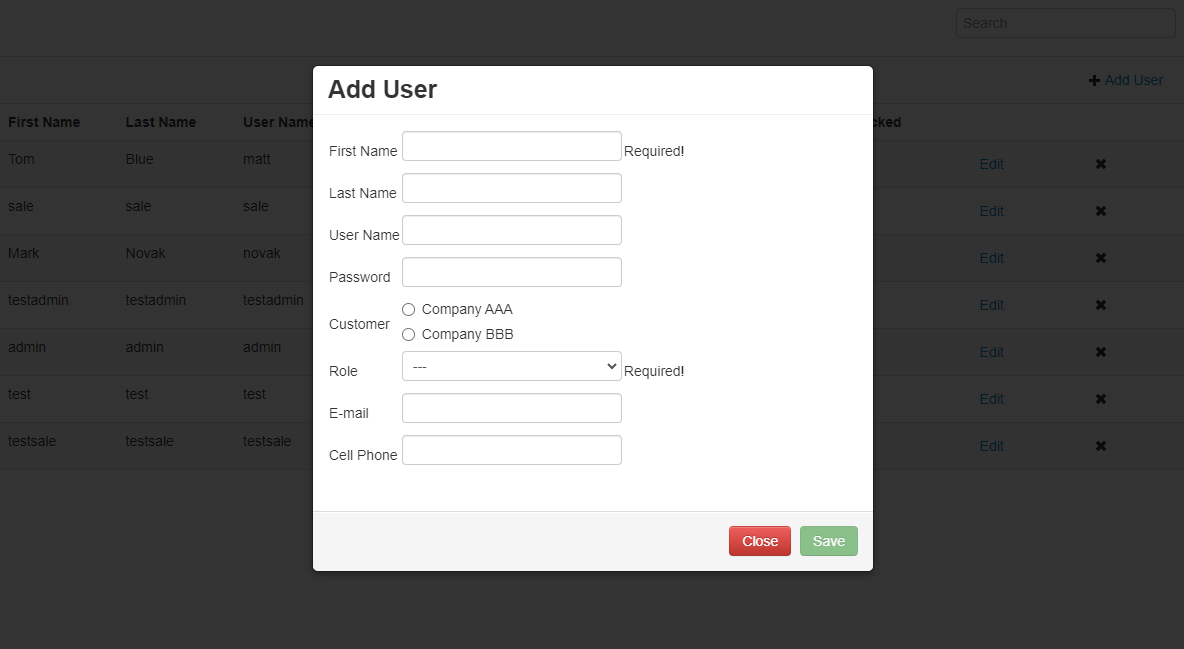 Search
Add User
Add User
First Name Last Name User Name cked
First Name Required!
Last Name
User Name
Password
Customer Company AAA
Company BBB
Role --- Required!
E-mail
Cell Phone
Close Save
Tom Blue matt Edit
sale sale sale Edit
Mark Novak novak Edit
testadmin testadmin testadmin Edit
admin admin admin Edit
test test test Edit
testsale testsale testsale Edit